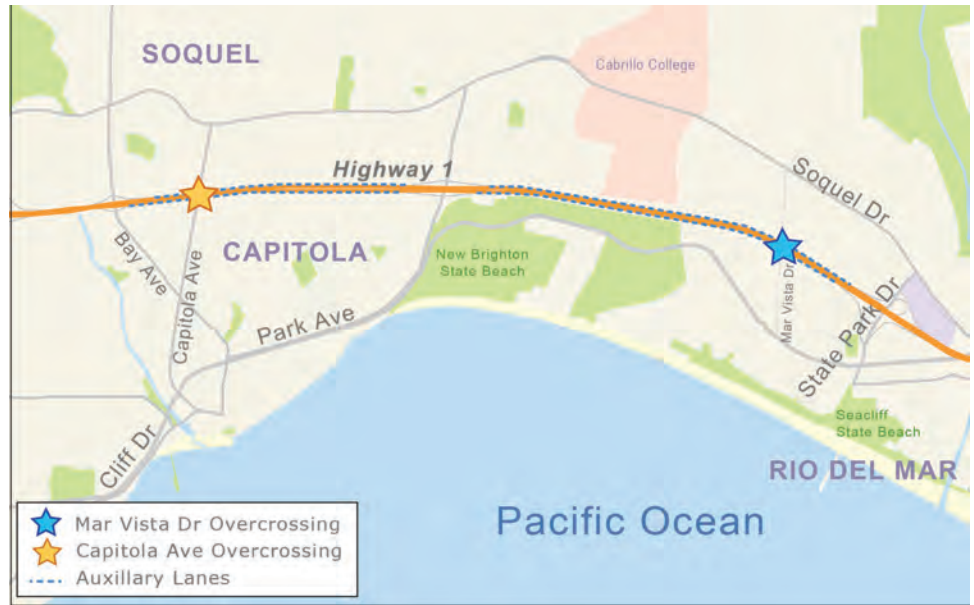 SOQUEL
Cabrillo College
Highway 1
Soquel Dr
Bay Ave
CAPITOLA
New Brighton
State Beach
Capitola Ave
Mar Vista Dr
Park Ave
State Park Dr
Cliff Dr
Seacliff
State Beach
RIO DEL MAR
Pacific Ocean
Mar Vista Dr Overcrossing
Capitola Ave Overcrossing
Auxillary Lanes